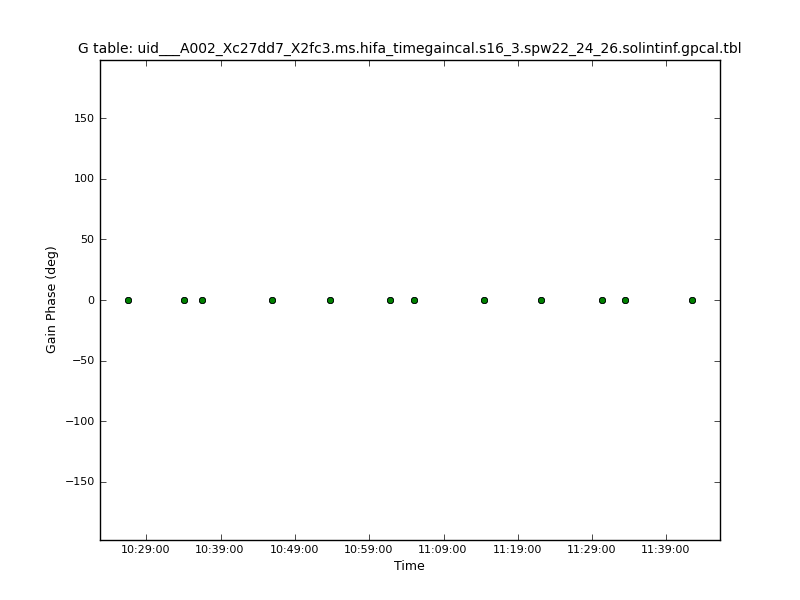 G table: uid___A002_Xc27dd7_X2fc3.ms.hifa_timegaincal.s16_3.spw22_24_26.solintinf.gpcal.tbl
150
100
50
0
−50
−100
−150
Gain Phase (deg)
10:29:00 10:39:00 10:49:00 10:59:00 11:09:00 11:19:00 11:29:00 11:39:00
Time